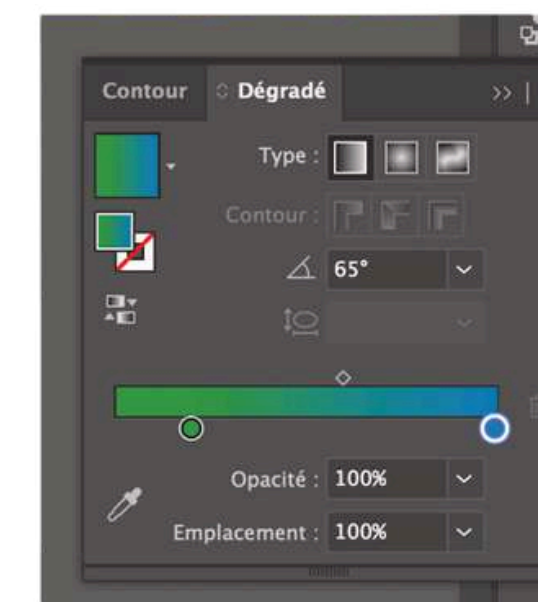 Contour Dégradé >> |
Type :
Contour :
65°
Opacité : 100%
Emplacement : 100%